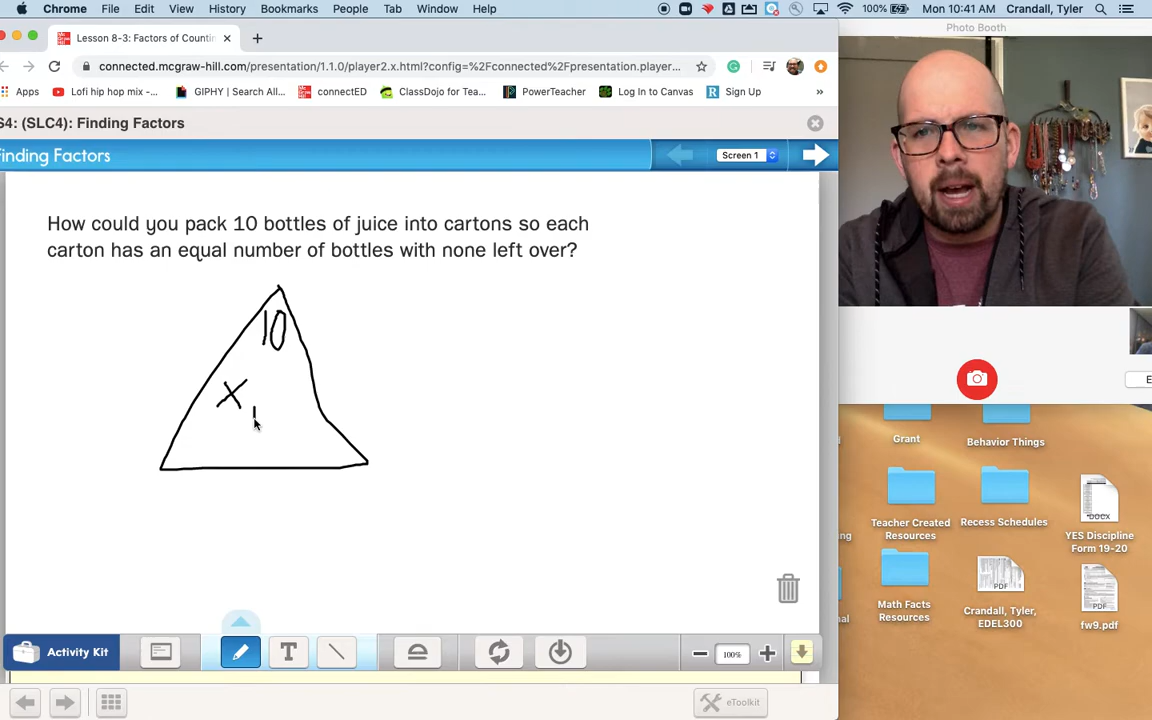 Chrome File Edit View History Bookmarks People Tab Window Help 100% Mon 10:41 AM Crandall, Tyler
Lesson 8-3: Factors of Countin
Photo Booth
connected.mcgraw-hill.com/presentation/1.1.0/player2.x.html?config=%2Fconnected%2Fpresentation.player...
Apps Lofi hip hop mix -... GIPHY | Search All... connectED ClassDojo for Tea... PowerTeacher Log In to Canvas Sign Up »
S4: (SLC4): Finding Factors
Finding Factors
Screen 1
How could you pack 10 bottles of juice into cartons so each
carton has an equal number of bottles with none left over?
10
X
Grant
Behavior Things
Teacher Created
Resources
Recess Schedules
DOCX
YES Discipline
Form 19-20
Math Facts
Resources
PDF
Crandall, Tyler,
EDEL300
PDF
fw9.pdf
Activity Kit
T
100%
eToolkit